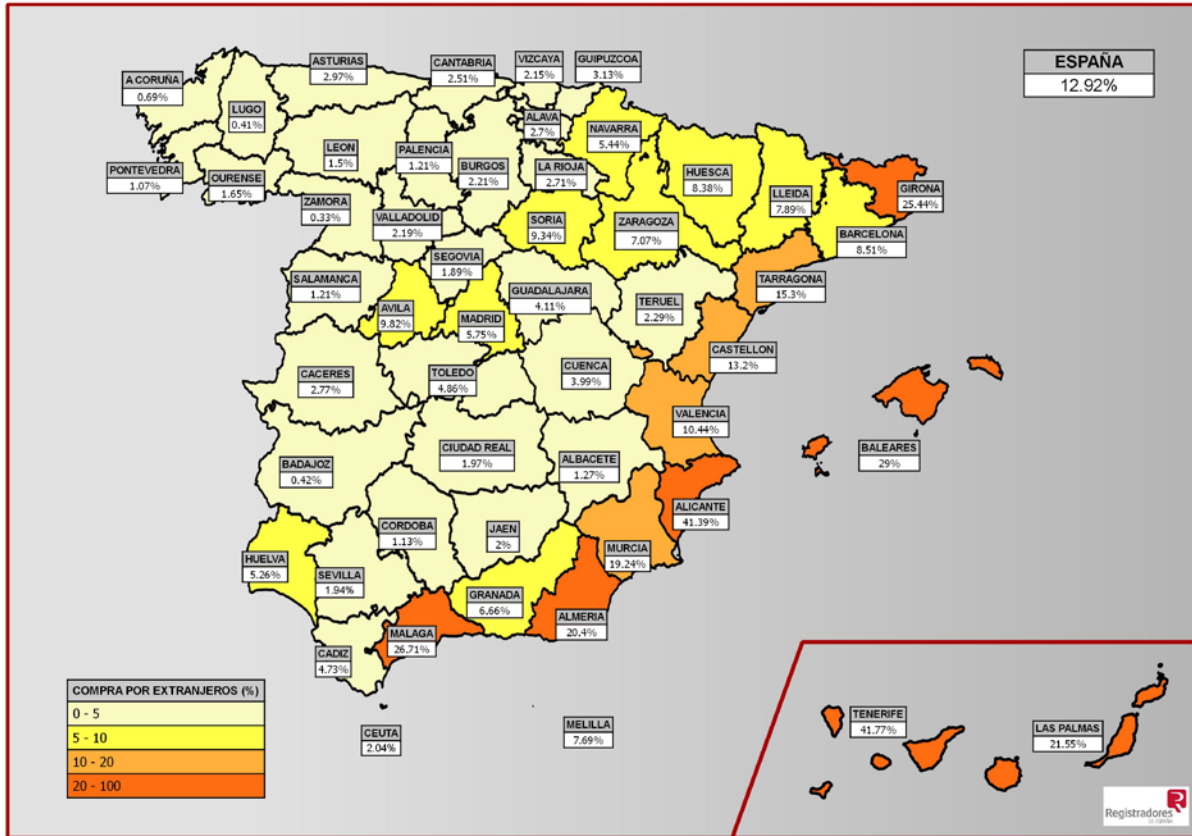 ESPAÑA
12.92%
A CORUÑA
0.69%
LUGO
0.41%
ASTURIAS
2.97%
CANTABRIA
2.51%
VIZCAYA
2.15%
GUIPUZCOA
3.13%
ALAVA
2.7%
NAVARRA
5.44%
PONTEVEDRA
1.07%
OURENSE
1.65%
LEON
1.5%
PALENCIA
1.21%
BURGOS
2.21%
LA RIOJA
2.71%
HUESCA
8.38%
LLEIDA
7.89%
GIRONA
25.44%
ZAMORA
0.33%
VALLADOLID
2.19%
SORIA
9.34%
ZARAGOZA
7.07%
BARCELONA
8.51%
SEGOVIA
1.89%
SALAMANCA
1.21%
AVILA
9.82%
MADRID
5.75%
GUADALAJARA
4.11%
TERUEL
2.29%
TARRAGONA
15.3%
CASTELLON
13.2%
CACERES
2.77%
TOLEDO
4.86%
CUENCA
3.99%
VALENCIA
10.44%
BALEARES
29%
BADAJOZ
0.42%
CIUDAD REAL
1.97%
ALBACETE
1.27%
ALICANTE
41.39%
HUELVA
5.26%
SEVILLA
1.94%
CORDOBA
1.13%
JAEN
2%
MURCIA
19.24%
GRANADA
6.66%
ALMERIA
20.4%
CADIZ
4.73%
MALAGA
26.71%
CEUTA
2.04%
MELILLA
7.69%
TENERIFE
41.77%
LAS PALMAS
21.55%
COMPRA POR EXTRANJEROS (%)
0 - 5
5 - 10
10 - 20
20 - 100
Registradores
DE ESPAÑA